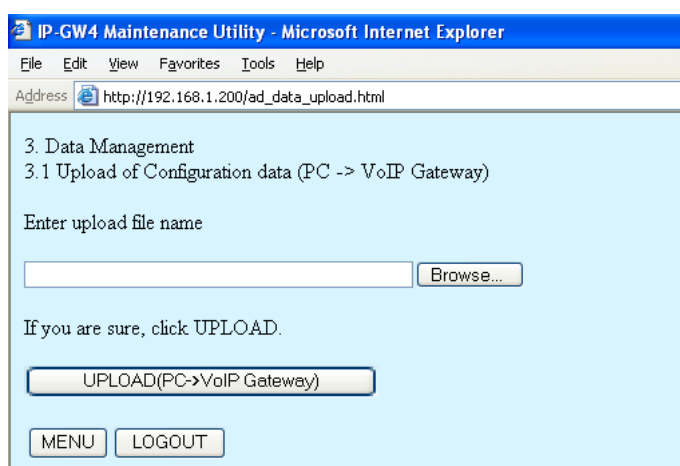 IP-GW4 Maintenance Utility - Microsoft Internet Explorer
File Edit View Favorites Tools Help
Address http://192.168.1.200/ad_data_upload.html
3. Data Management
3.1 Upload of Configuration data (PC -> VoIP Gateway)
Enter upload file name
Browse...
If you are sure, click UPLOAD.
UPLOAD(PC->VoIP Gateway)
MENU LOGOUT